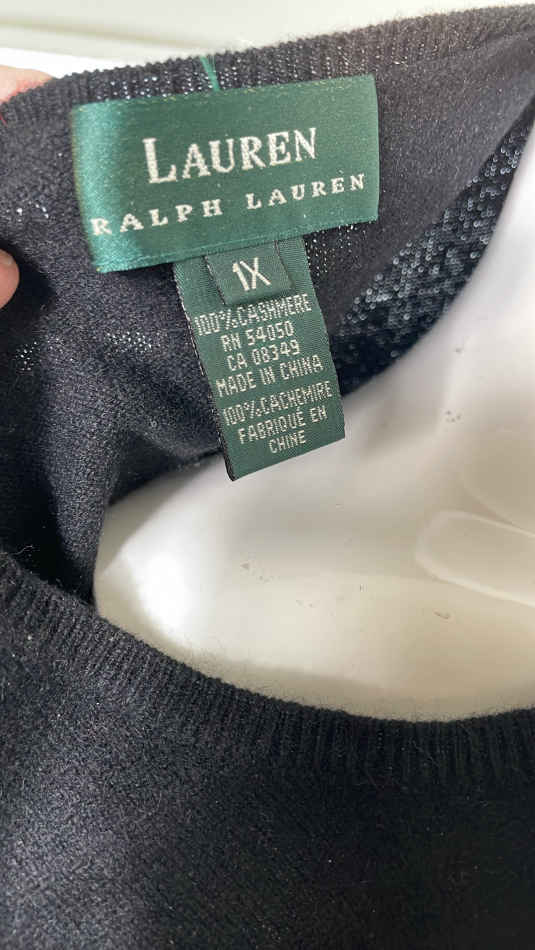 LAUREN
RALPH LAUREN
1X
100%CASHMERE
RN 54050
CA 08349
MADE IN CHINA
100%CACHEMIRE
FABRIQUÉ EN
CHINE